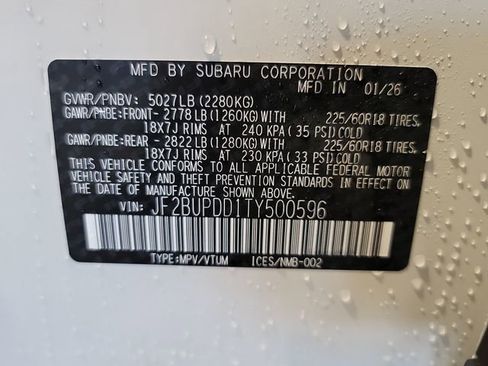 MFD BY SUBARU CORPORATION
MFD IN 01/26
GVWR/PNBV: 5027LB (2280KG)
GAWR/PNBE:FRONT- 2778LB(1260KG)WITH 225/60R18 TIRES,
18X7J RIMS AT 240 KPA(35 PSI)COLD
GAWR/PNBE:REAR - 2822LB(1280KG)WITH 225/60R18 TIRES,
18X7J RIMS AT 230 KPA(33 PSI)COLD
THIS VEHICLE CONFORMS TO ALL APPLICABLE FEDERAL MOTOR
VEHICLE SAFETY AND THEFT PREVENTION STANDARDS IN EFFECT
ON THE DATE OF MANUFACTURE SHOWN ABOVE
VIN: JF2BUPDD1TY500596
TYPE:MPV/VTUM ICES/NMB-002